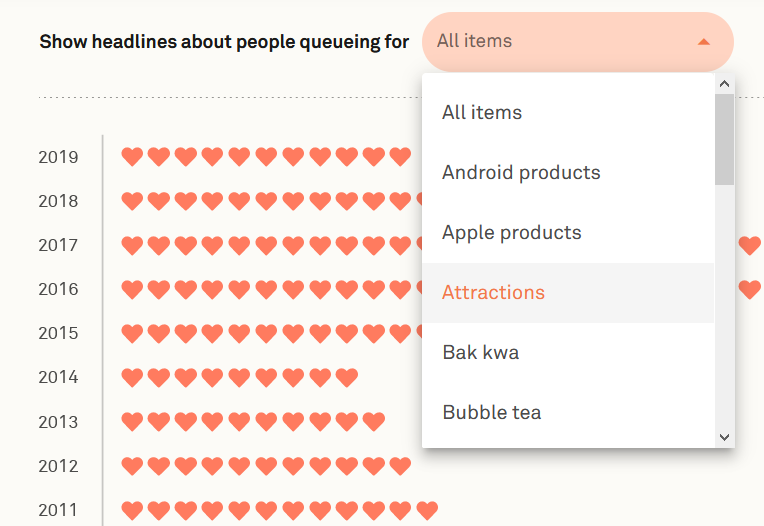 Show headlines about people queueing for
All items
All items
Android products
Apple products
Attractions
Bak kwa
Bubble tea
2019
2018
2017
2016
2015
2014
2013
2012
2011